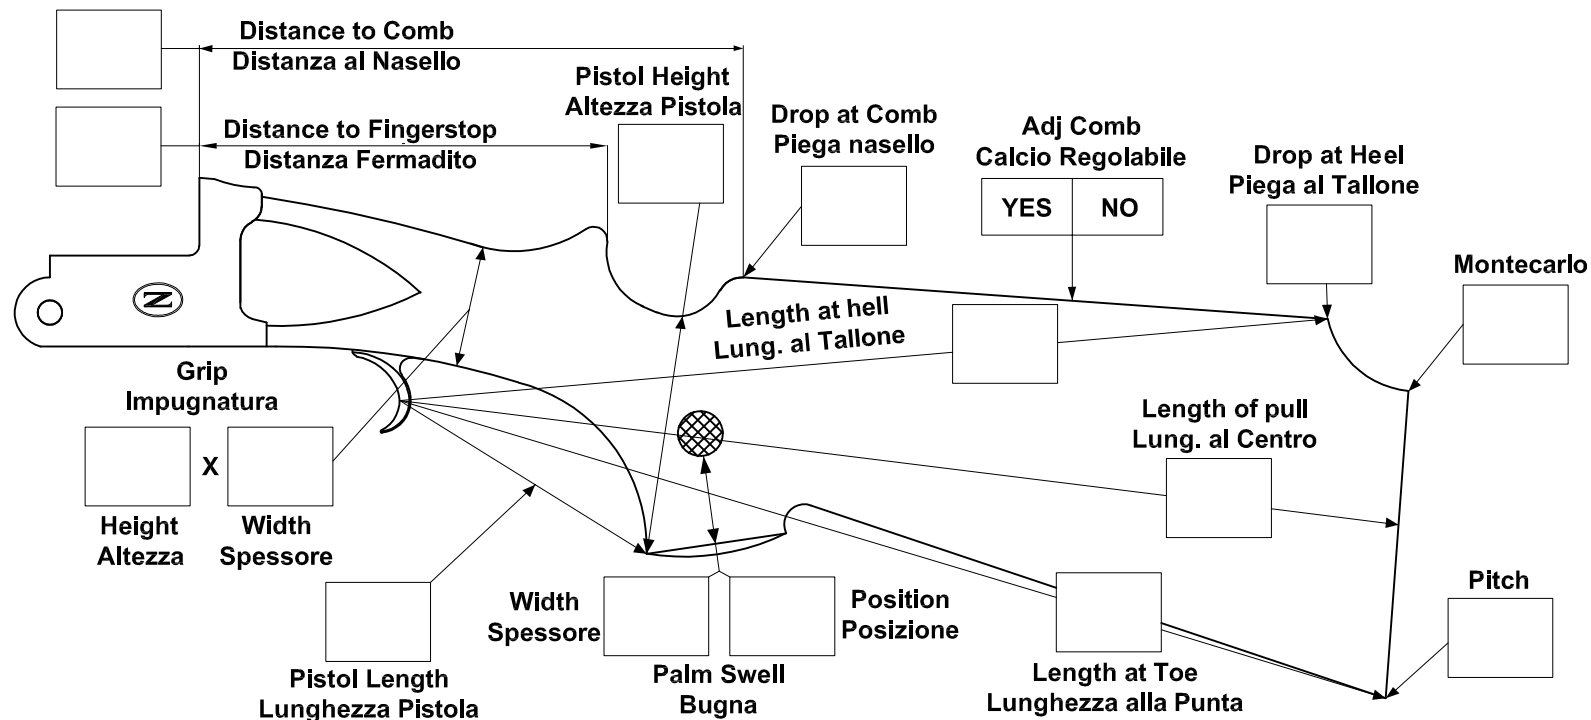 Distance to Comb
Distanza al Nasello
Distance to Fingerstop
Distanza Fermadito
Pistol Height
Altezza Pistola
Drop at Comb
Piega nasello
Adj Comb
Calcio Regolabile
YES NO
Drop at Heel
Piega al Tallone
Montecarlo
N
Length at hell
Lung. al Tallone
Grip
Impugnatura
X
Height
Altezza
Width
Spessore
Length of pull
Lung. al Centro
Pistol Length
Lunghezza Pistola
Width
Spessore
Position
Posizione
Palm Swell
Bugna
Length at Toe
Lunghezza alla Punta
Pitch